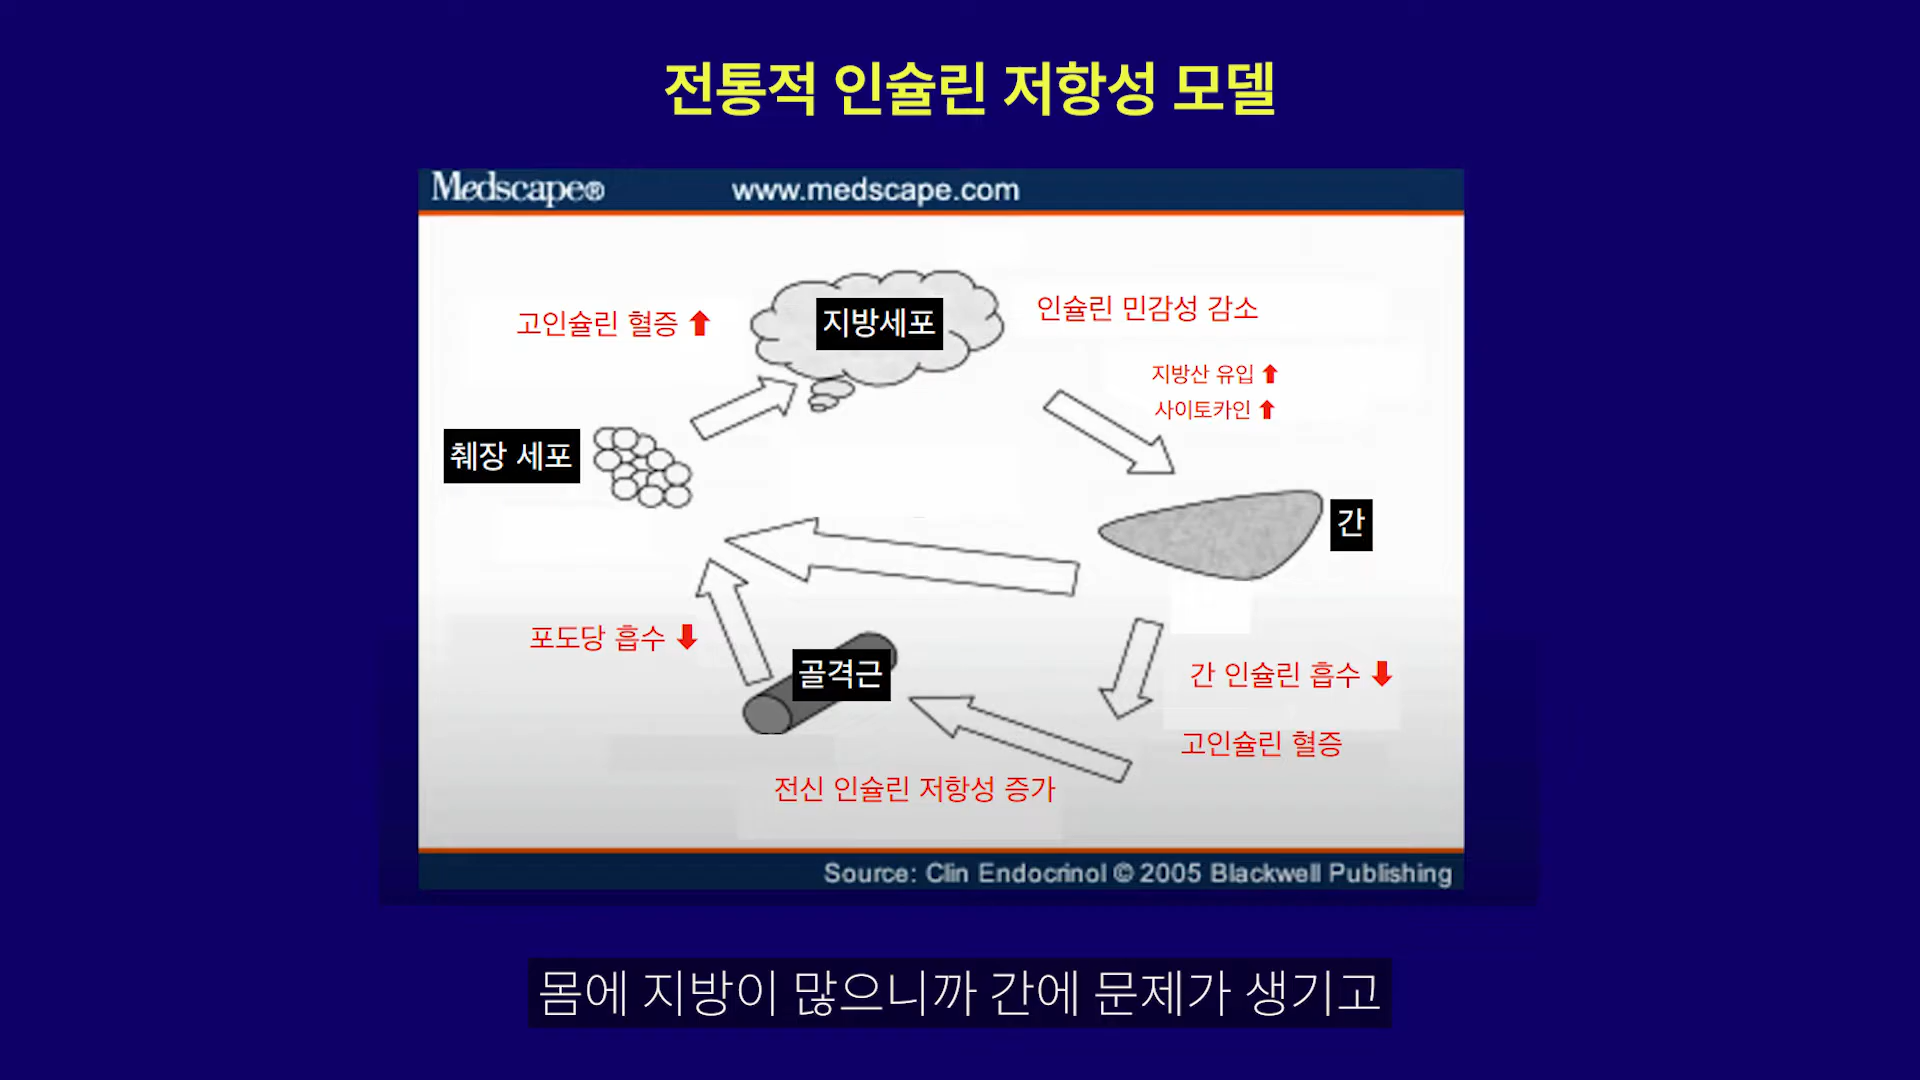 전통적 인슐린 저항성 모델
Medscape® www.medscape.com
고인슐린 혈증 ⬆
지방세포
인슐린 민감성 감소
지방산 유입 ⬆
사이토카인 ⬆
췌장 세포
간
포도당 흡수 ⬇
골격근
간 인슐린 흡수 ⬇
고인슐린 혈증
전신 인슐린 저항성 증가
Source: Clin Endocrinol © 2005 Blackwell Publishing
몸에 지방이 많으니까 간에 문제가 생기고